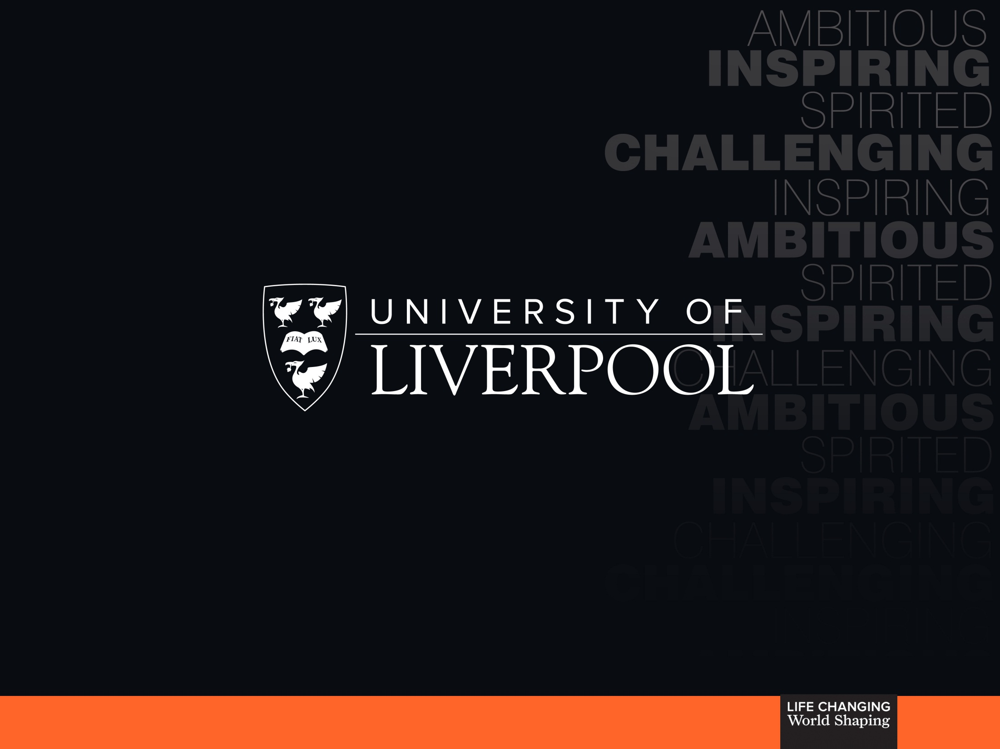 AMBITIOUS
INSPIRING
SPIRITED
CHALLENGING
INSPIRING
AMBITIOUS
SPIRITED
INSPIRING
CHALLENGING
AMBITIOUS
SPIRITED
INSPIRING
CHALLENGING
CHALLENGING
FIAT LUX
UNIVERSITY OF
LIVERPOOL
LIFE CHANGING
World Shaping